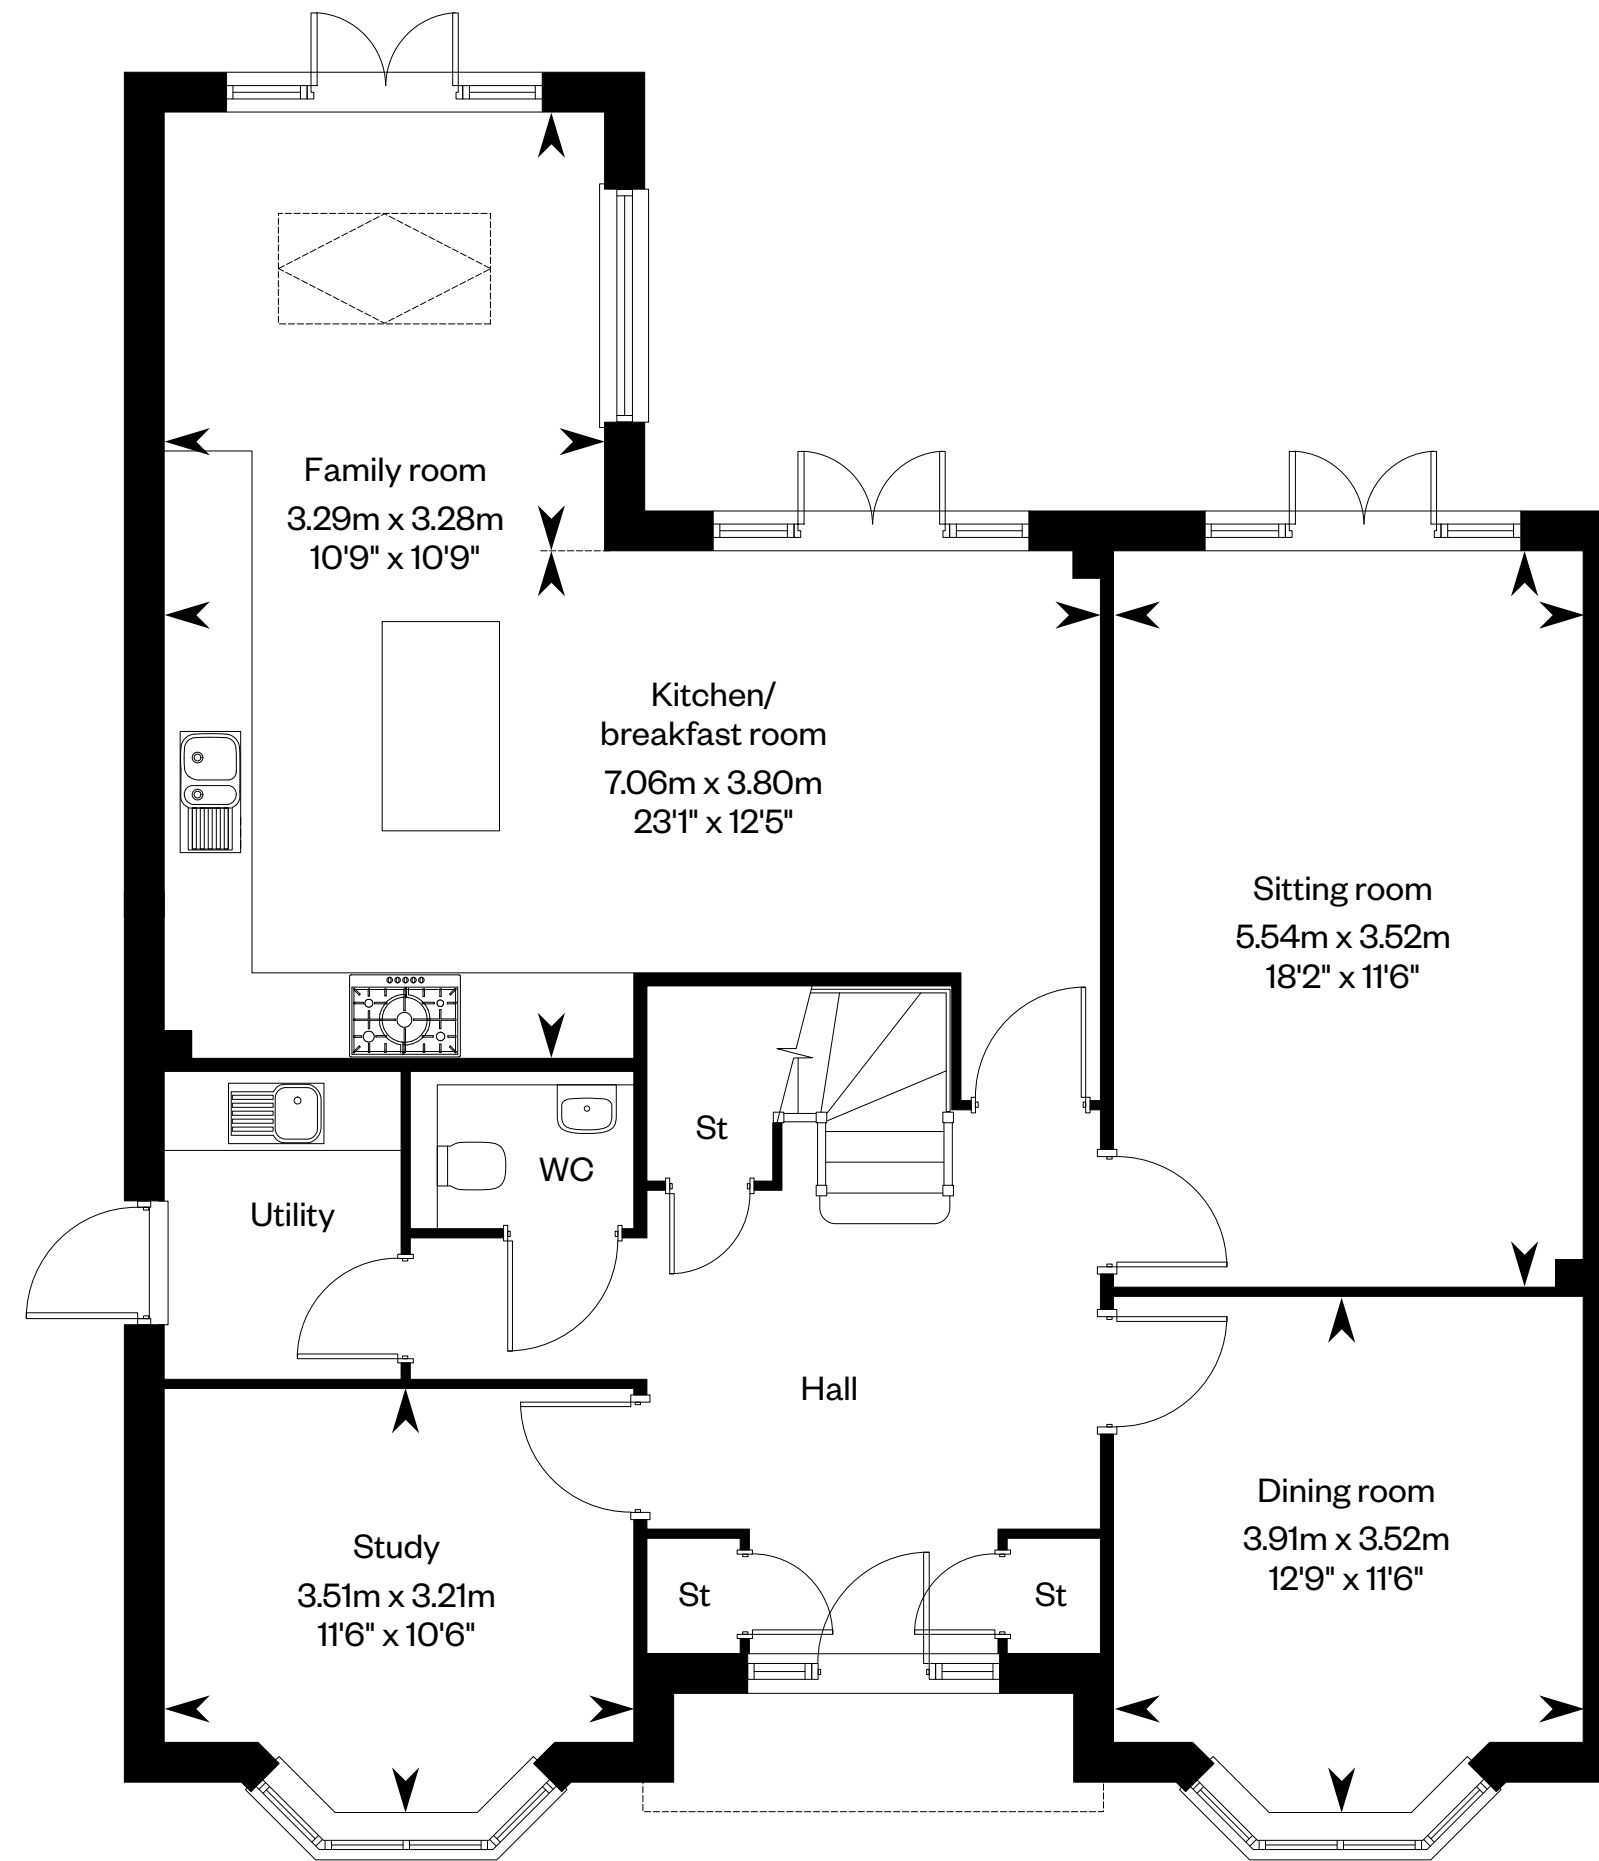 Family room
3.29m x 3.28m
10'9" x 10'9"
Kitchen/
breakfast room
7.06m x 3.80m
23'1" x 12'5"
Sitting room
5.54m x 3.52m
18'2" x 11'6"
St
WC
Utility
Hall
Dining room
3.91m x 3.52m
12'9" x 11'6"
Study
3.51m x 3.21m
11'6" x 10'6"
St
St